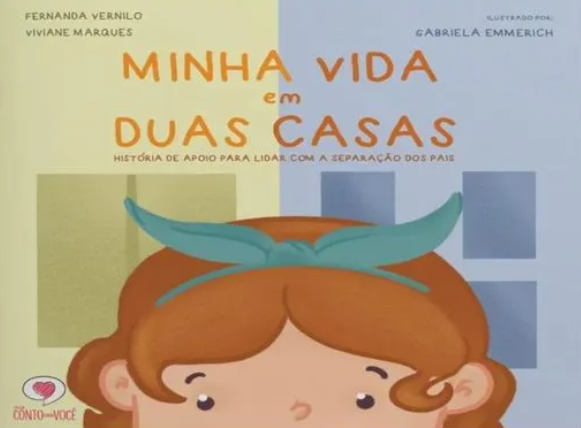 FERNANDA VERNILO
VIVIANE MARQUES
ILUSTRADO POR:
GABRIELA EMMERICH
MINHA VIDA
em
DUAS CASAS
HISTÓRIA DE APOIO PARA LIDAR COM A SEPARAÇÃO DOS PAIS
CONTO COM VOCÊ